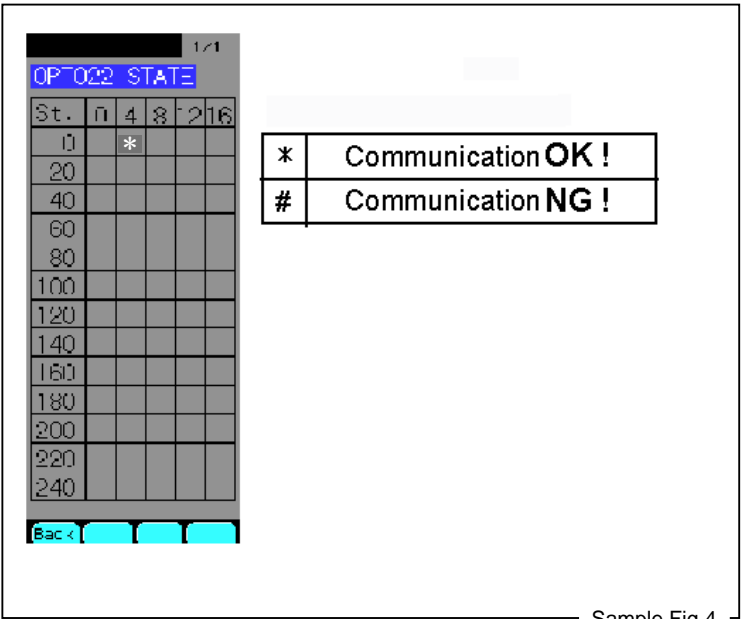 1/1
OPTO22 STATE
St. 0 4 8 12 16
0 *
20
40
60
80
100
120
140
160
180
200
220
240
Back
* Communication OK !
# Communication NG !
Sample Fig 4